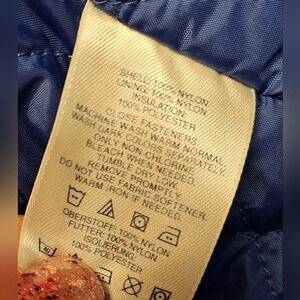 SHELL: 100% NYLON
LINING: 100% NYLON
INSULATION:
100% POLYESTER
CLOSE FASTENERS.
MACHINE WASH WARM NORMAL.
WASH DARK COLORS SEPARATELY.
ONLY NON-CHLORINE
BLEACH WHEN NEEDED.
TUMBLE DRY LOW.
REMOVE PROMPTLY.
DO NOT USE FABRIC SOFTENER.
WARM IRON IF NEEDED.
OBERSTOFF: 100% NYLON
FUTTER: 100% NYLON
ISOLIERUNG:
100% POLYESTER